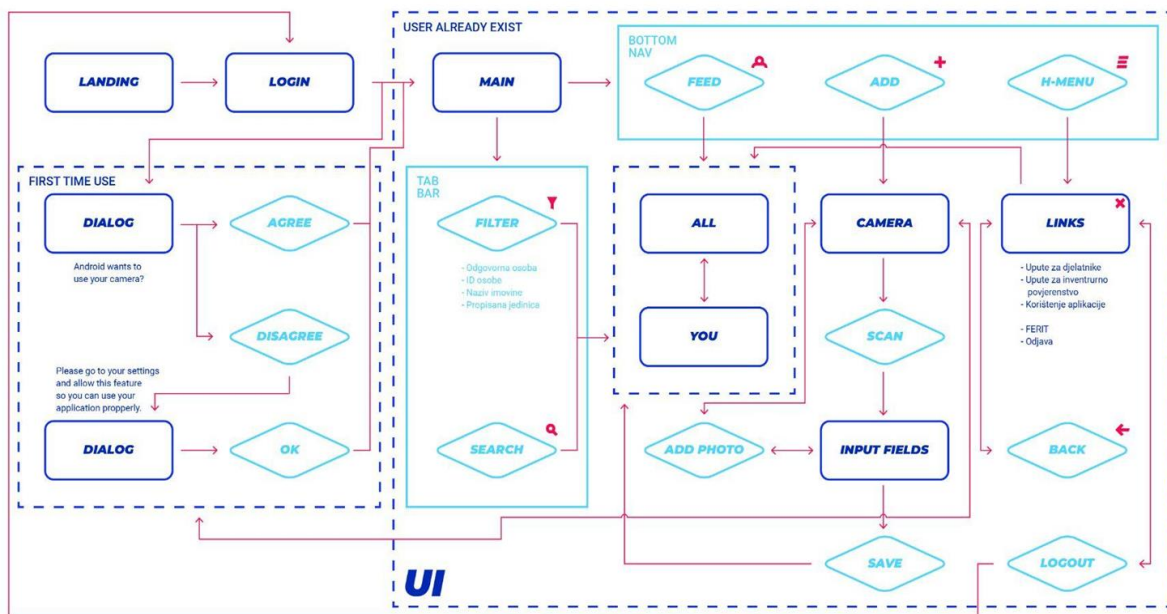 USER ALREADY EXIST
BOTTOM
NAV
LANDING
LOGIN
MAIN
FEED
ADD
H-MENU
FIRST TIME USE
DIALOG
AGREE
Android wants to
use your camera?
DISAGREE
Please go to your settings
and allow this feature
so you can use your
application propperly.
DIALOG
OK
TAB
BAR
FILTER
- Odgovorna osoba
- ID osobe
- Naziv imovine
- Propisana jedinica
SEARCH
ALL
YOU
CAMERA
SCAN
ADD PHOTO
INPUT FIELDS
SAVE
LINKS
- Upute za djelatnike
- Upute za inventrurno
povjerenstvo
- Korištenje aplikacije
- FERIT
- Odjava
BACK
LOGOUT
UI